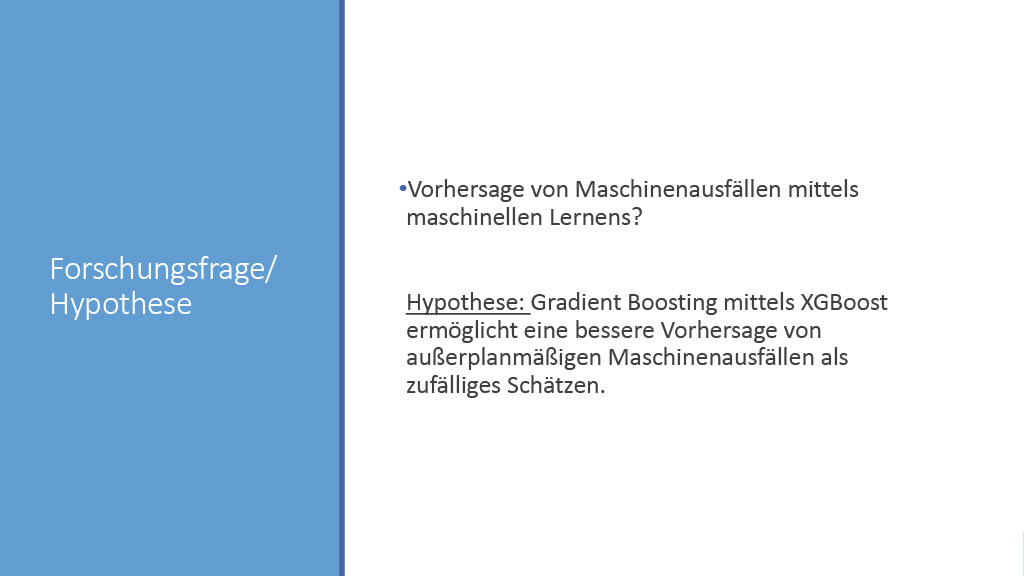 Forschungsfrage/
Hypothese
•Vorhersage von Maschinenausfällen mittels
maschinellen Lernens?
Hypothese: Gradient Boosting mittels XGBoost
ermöglicht eine bessere Vorhersage von
außerplanmäßigen Maschinenausfällen als
zufälliges Schätzen.